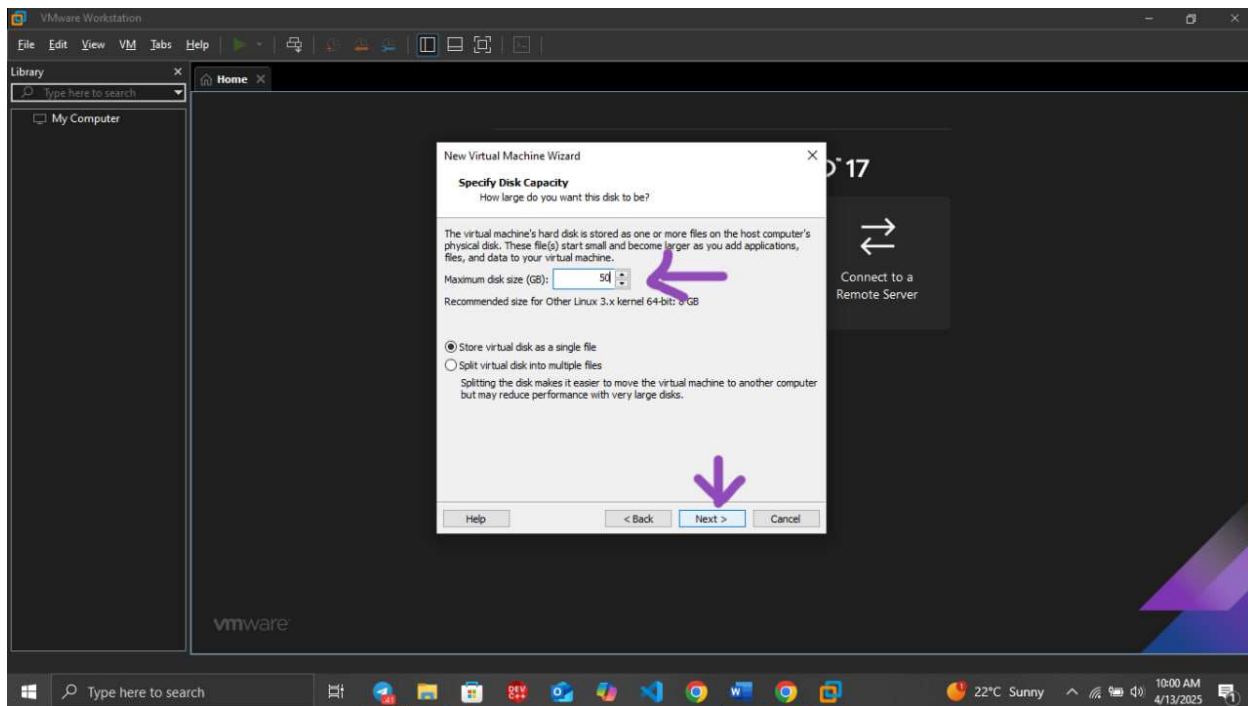 VMware Workstation
File Edit View VM Tabs Help
Library
Home
Type here to search
My Computer
New Virtual Machine Wizard
17
Specify Disk Capacity
How large do you want this disk to be?
The virtual machine's hard disk is stored as one or more files on the host computer's
physical disk. These file(s) start small and become larger as you add applications,
files, and data to your virtual machine.
Maximum disk size (GB): 50
Recommended size for Other Linux 3.x kernel 64-bit: 8 GB
Store virtual disk as a single file
Split virtual disk into multiple files
Splitting the disk makes it easier to move the virtual machine to another computer
but may reduce performance with very large disks.
Connect to a
Remote Server
Help < Back Next > Cancel
vmware
Type here to search
22°C Sunny
10:00 AM
4/13/2025